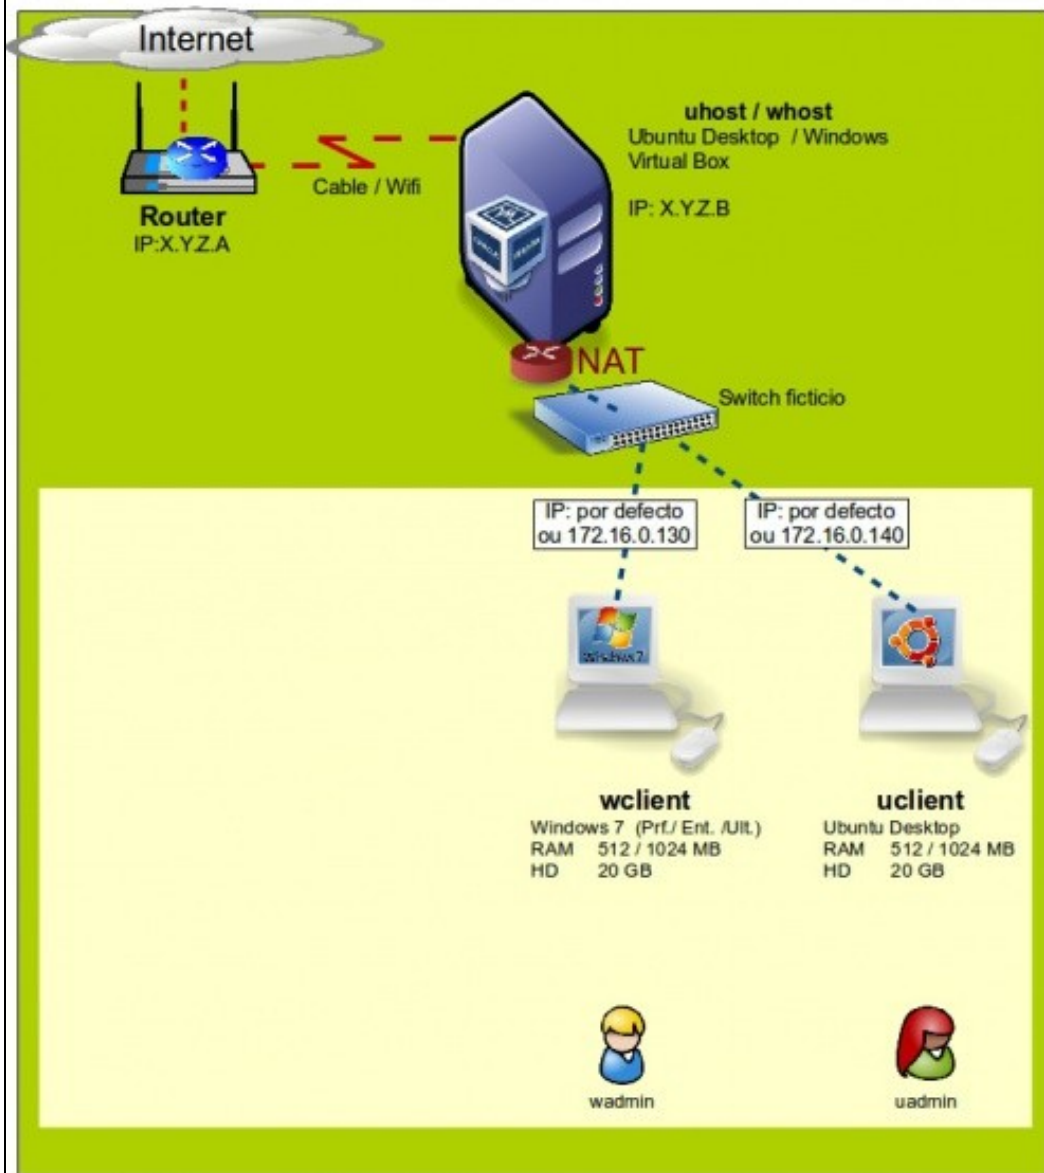 Internet
uhost / whost
Ubuntu Desktop / Windows
Virtual Box
IP: X.Y.Z.B
Cable / Wifi
Router
IP:X.Y.Z.A
NAT
Switch ficticio
IP: por defecto
ou 172.16.0.130
IP: por defecto
ou 172.16.0.140
Windows 7
wclient
Windows 7 (Prf./ Ent. /Ult.)
RAM 512 / 1024 MB
HD 20 GB
uclient
Ubuntu Desktop
RAM 512 / 1024 MB
HD 20 GB
wadmin
uadmin